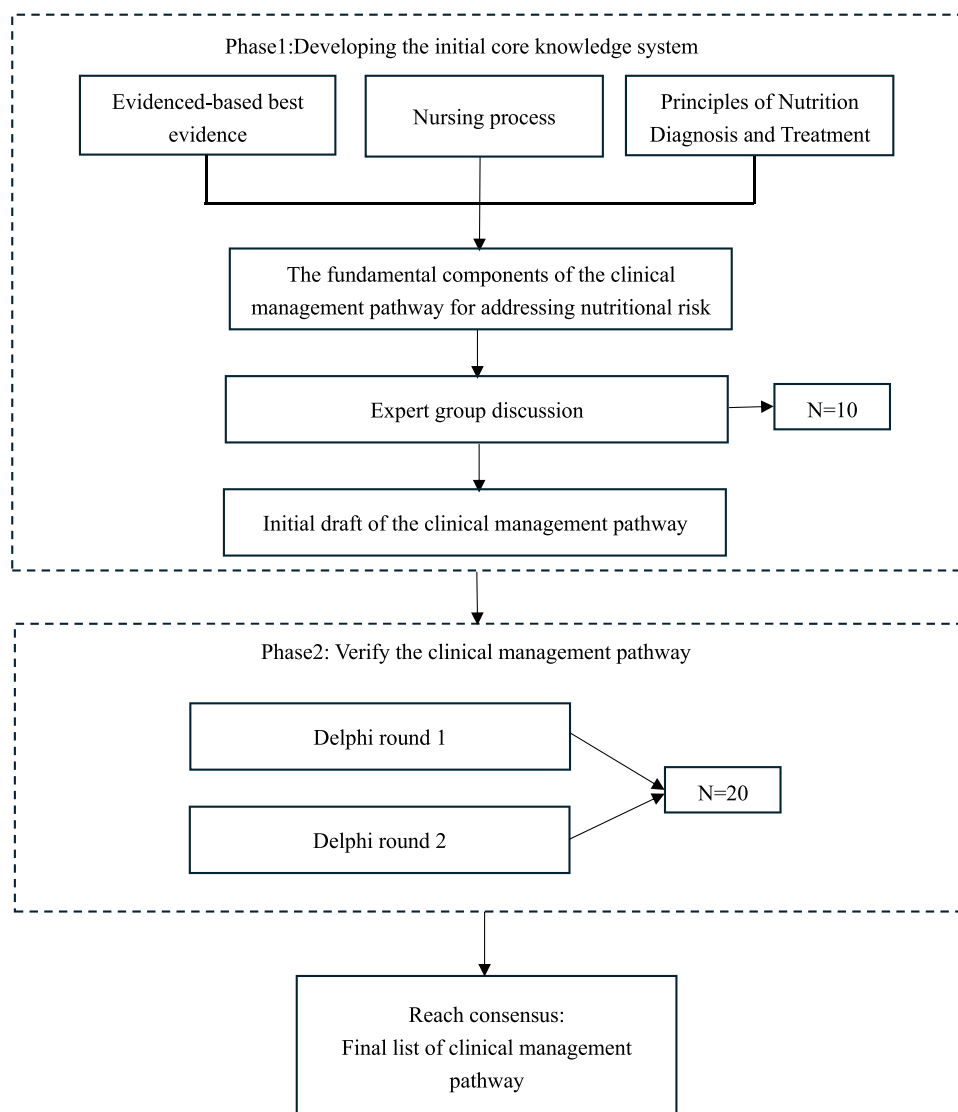 Phase1:Developing the initial core knowledge system
Evidenced-based best
evidence
Nursing process
Principles of Nutrition
Diagnosis and Treatment
The fundamental components of the clinical
management pathway for addressing nutritional risk
Expert group discussion
N=10
Initial draft of the clinical management pathway
Phase2: Verify the clinical management pathway
Delphi round 1
N=20
Delphi round 2
Reach consensus:
Final list of clinical management
pathway